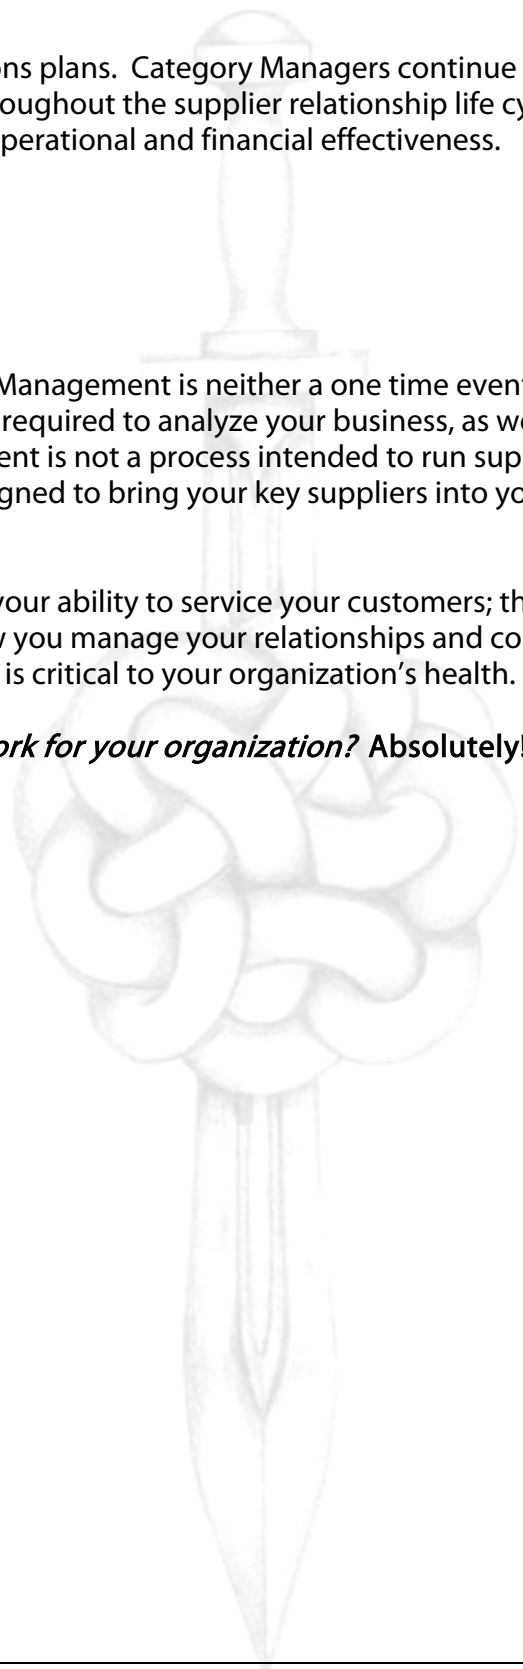 ns plans.  Category Managers continue
oughout the supplier relationship life cy
perational and financial effectiveness.
Management is neither a one time event
required to analyze your business, as we
ent is not a process intended to run sup
gned to bring your key suppliers into yo
your ability to service your customers; th
w you manage your relationships and co
is critical to your organization’s health.
ork for your organization?  Absolutely!